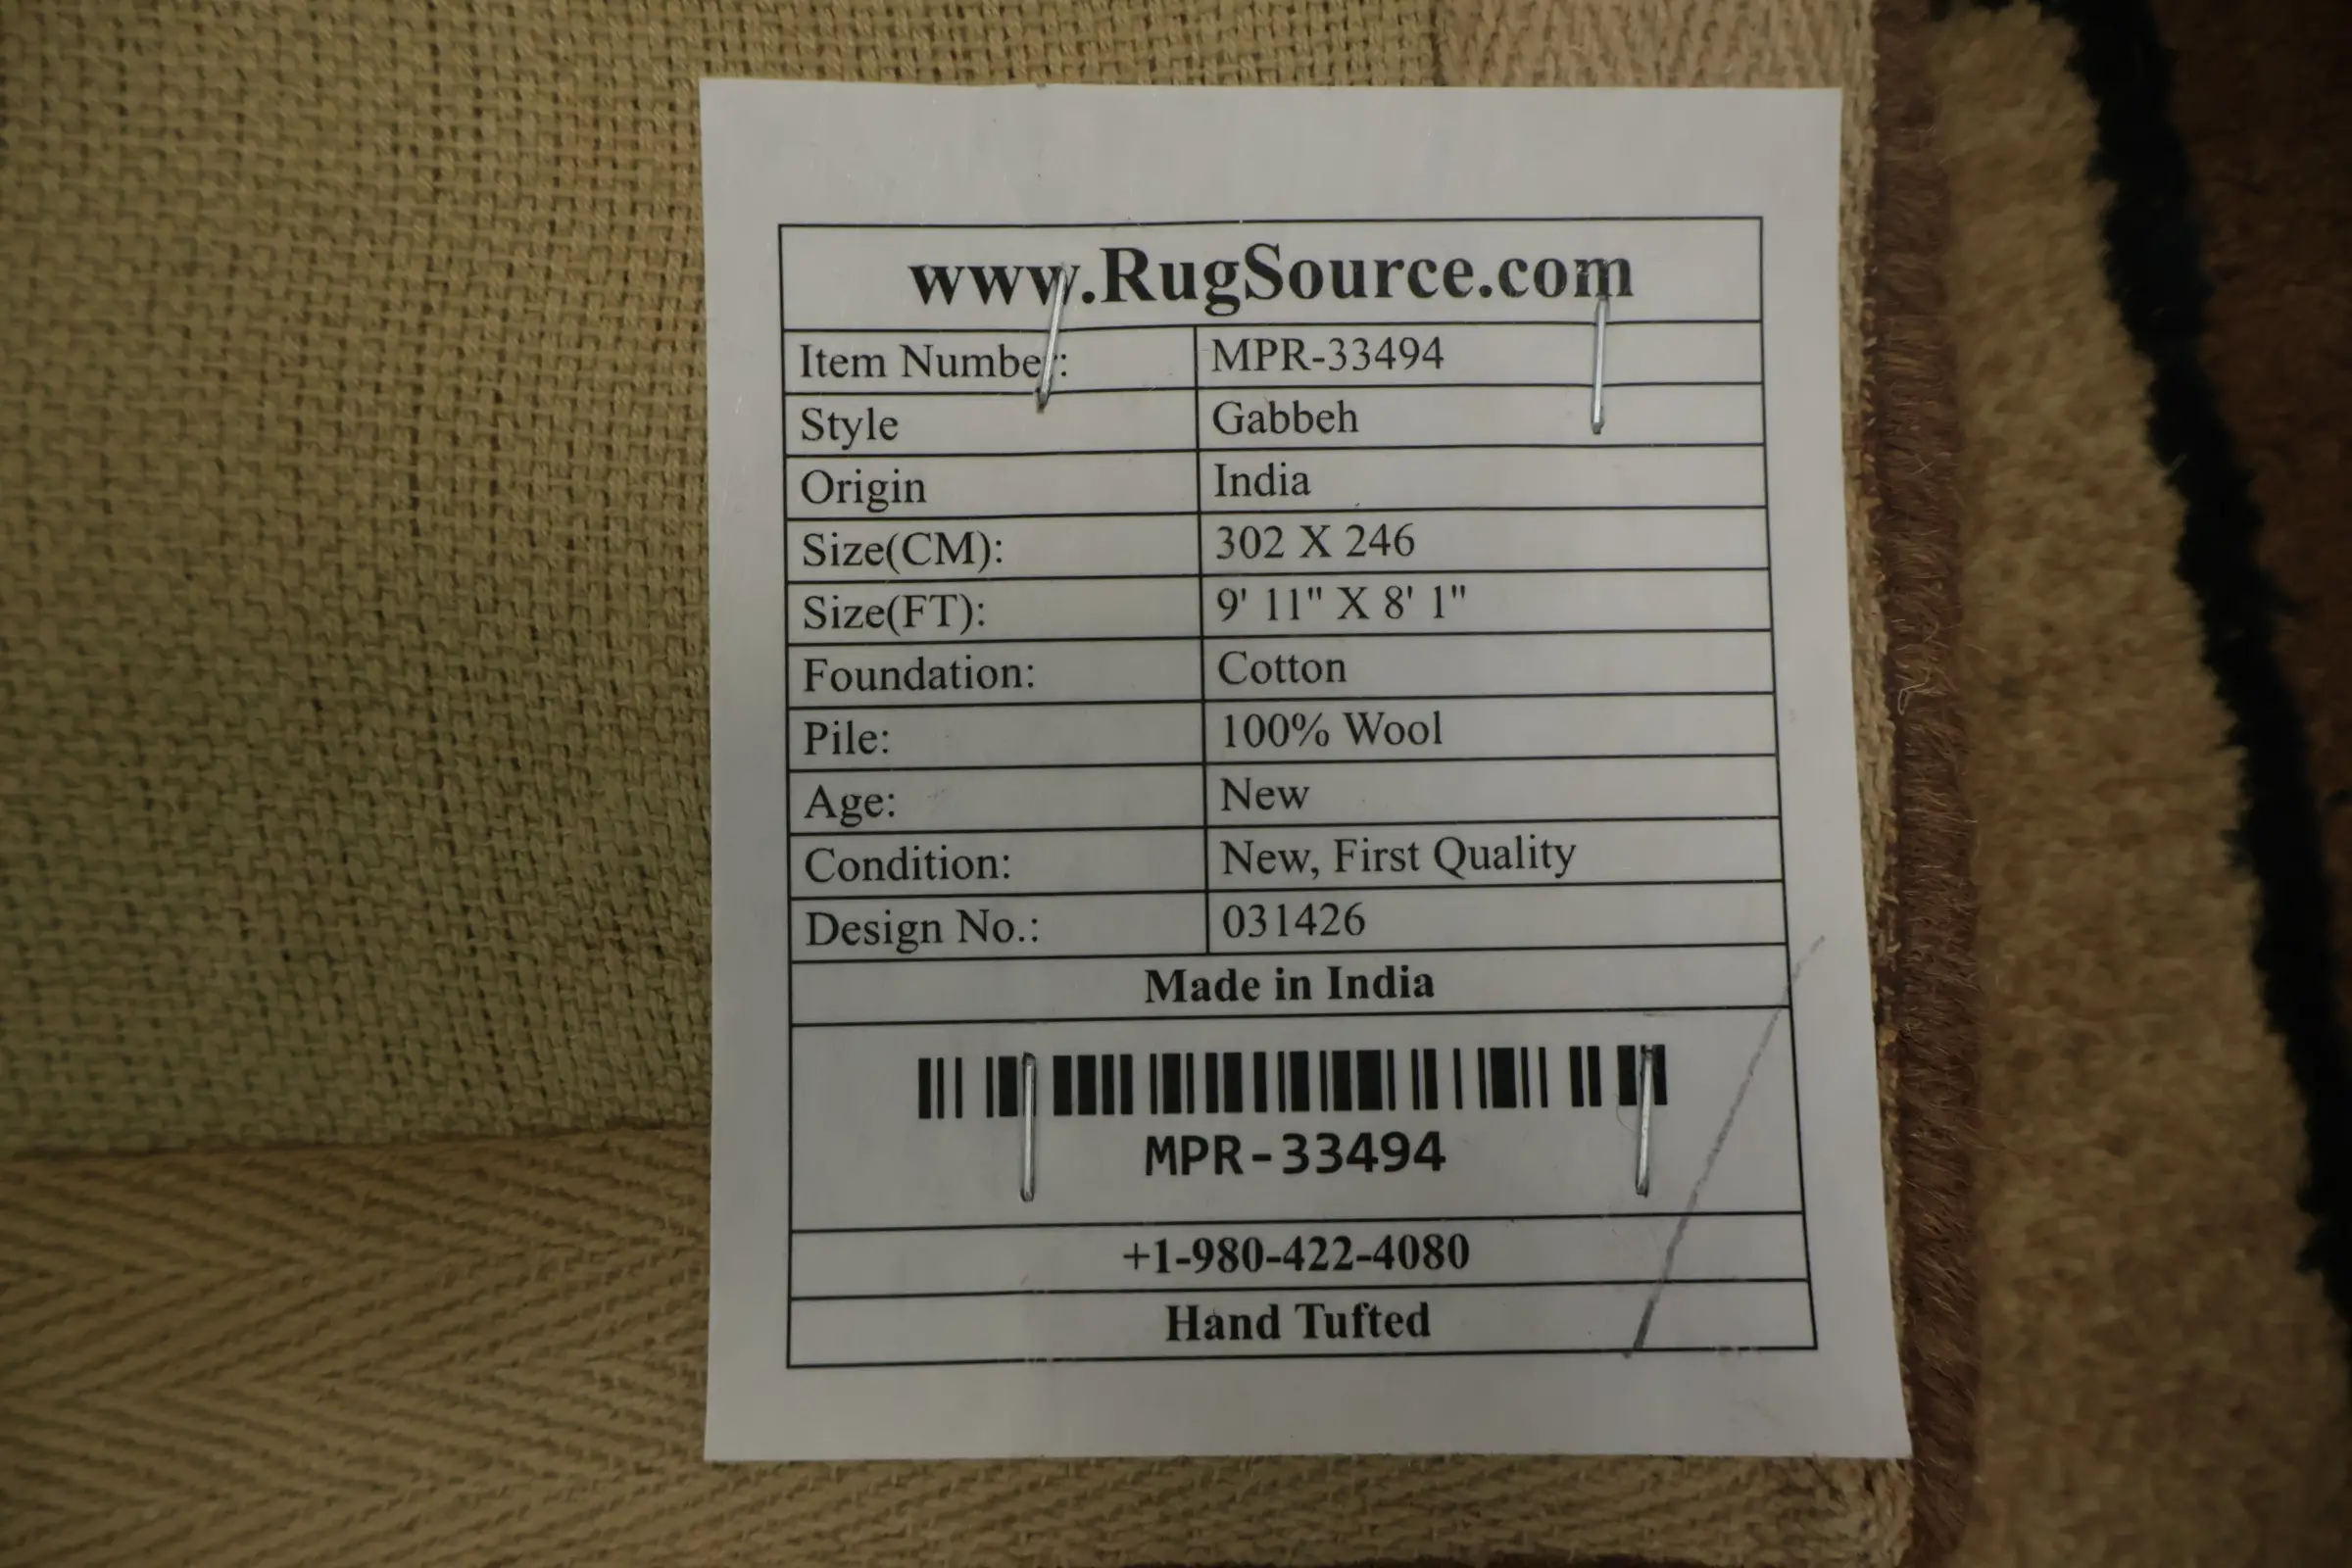 www.RugSource.com
Item Number: MPR-33494
Style Gabbeh
Origin India
Size(CM): 302 X 246
Size(FT): 9' 11" X 8' 1"
Foundation: Cotton
Pile: 100% Wool
Age: New
Condition: New, First Quality
Design No.: 031426
Made in India
MPR-33494
+1-980-422-4080
Hand Tufted